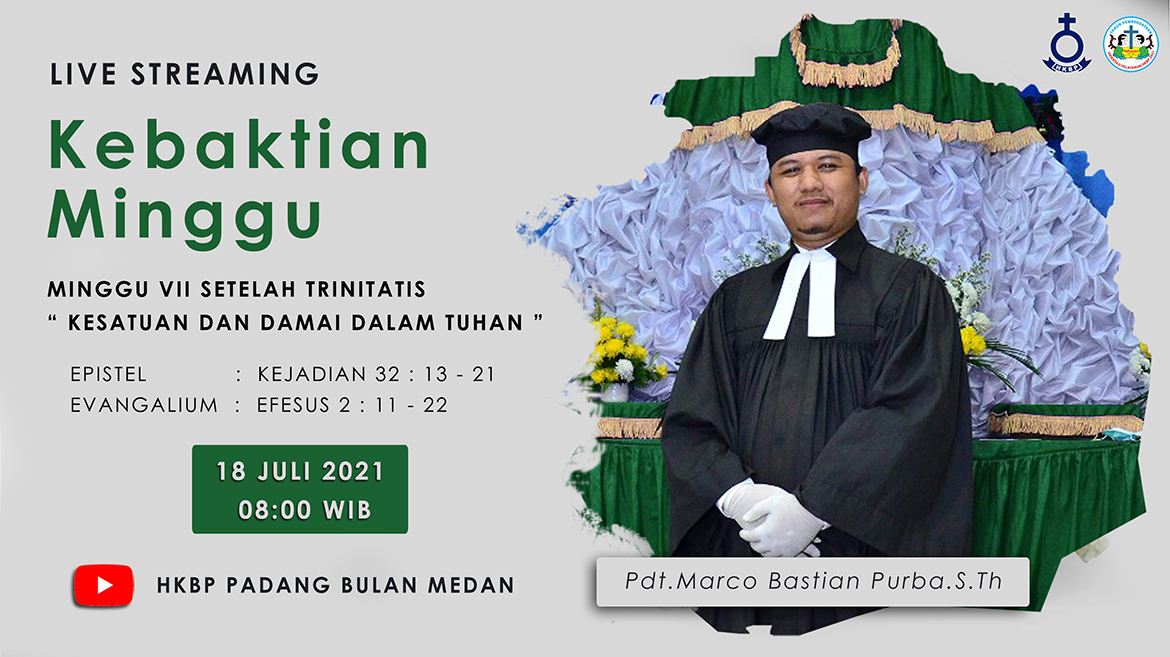 LIVE STREAMING
Kebaktian
Minggu
MINGGU VII SETELAH TRINITATIS
“ KESATUAN DAN DAMAI DALAM TUHAN ”
EPISTEL : KEJADIAN 32 : 13 - 21
EVANGALIUM : EFESUS 2 : 11 - 22
18 JULI 2021
08:00 WIB
HKBP PADANG BULAN MEDAN
HKBP
Pdt.Marco Bastian Purba.S.Th